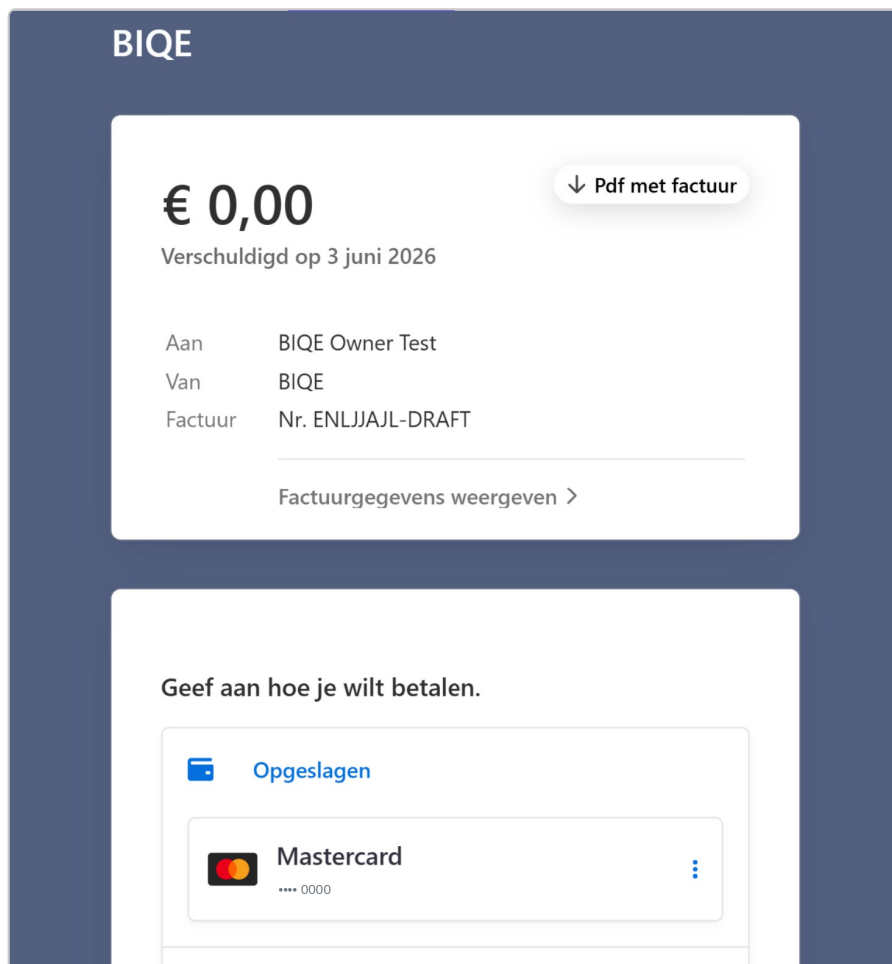 BIQE
€ 0,00
Pdf met factuur
Verschuldigd op 3 juni 2026
Aan BIQE Owner Test
Van BIQE
Factuur Nr. ENLJJAJL-DRAFT
Factuurgegevens weergeven
Geef aan hoe je wilt betalen.
Opgeslagen
Mastercard
•••• 0000